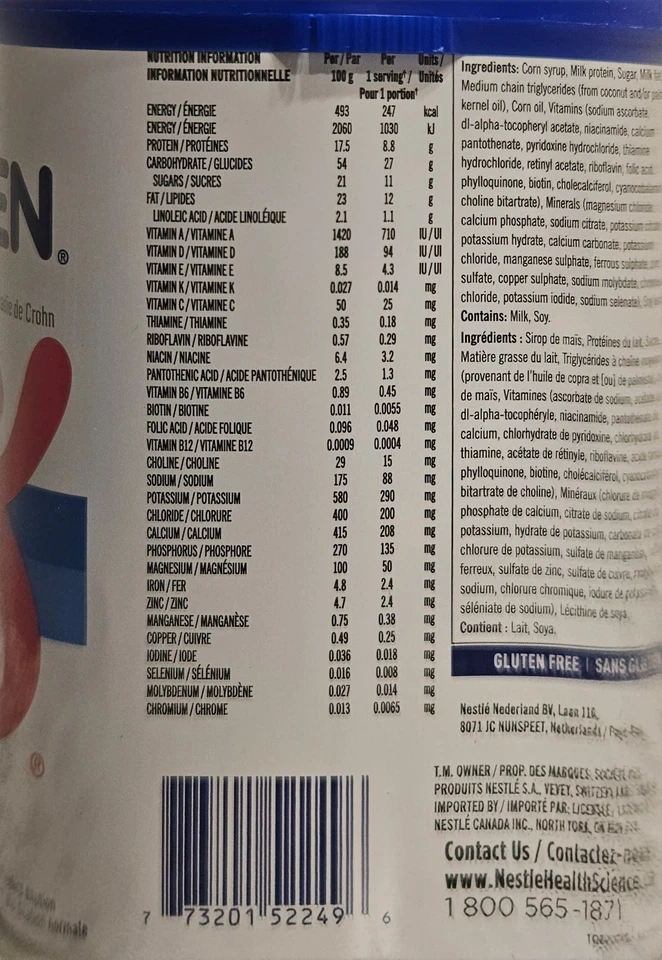 EN®
de Crohn
®
NUTRITION INFORMATION Per / Par Per Units /
INFORMATION NUTRITIONNELLE 100 g 1 serving† / Unités
Pour 1 portion†
ENERGY / ÉNERGIE 493 247 kcal
ENERGY / ÉNERGIE 2060 1030 kJ
PROTEIN / PROTÉINES 17.5 8.8 g
CARBOHYDRATE / GLUCIDES 54 27 g
SUGARS / SUCRES 21 11 g
FAT / LIPIDES 23 12 g
LINOLEIC ACID / ACIDE LINOLÉIQUE 2.1 1.1 g
VITAMIN A / VITAMINE A 1420 710 IU / UI
VITAMIN D / VITAMINE D 188 94 IU / UI
VITAMIN E / VITAMINE E 8.5 4.3 IU / UI
VITAMIN K / VITAMINE K 0.027 0.014 mg
VITAMIN C / VITAMINE C 50 25 mg
THIAMINE / THIAMINE 0.35 0.18 mg
RIBOFLAVIN / RIBOFLAVINE 0.57 0.29 mg
NIACIN / NIACINE 6.4 3.2 mg
PANTOTHENIC ACID / ACIDE PANTOTHÉNIQUE 2.5 1.3 mg
VITAMIN B6 / VITAMINE B6 0.89 0.45 mg
BIOTIN / BIOTINE 0.011 0.0055 mg
FOLIC ACID / ACIDE FOLIQUE 0.096 0.048 mg
VITAMIN B12 / VITAMINE B12 0.0009 0.0004 mg
CHOLINE / CHOLINE 29 15 mg
SODIUM / SODIUM 175 88 mg
POTASSIUM / POTASSIUM 580 290 mg
CHLORIDE / CHLORURE 400 200 mg
CALCIUM / CALCIUM 415 208 mg
PHOSPHORUS / PHOSPHORE 270 135 mg
MAGNESIUM / MAGNÉSIUM 100 50 mg
IRON / FER 4.8 2.4 mg
ZINC / ZINC 4.7 2.4 mg
MANGANESE / MANGANÈSE 0.75 0.38 mg
COPPER / CUIVRE 0.49 0.25 mg
IODINE / IODE 0.036 0.018 mg
SELENIUM / SÉLÉNIUM 0.016 0.008 mg
MOLYBDENUM / MOLYBDÈNE 0.027 0.014 mg
CHROMIUM / CHROME 0.013 0.0065 mg
7 73201 52249 6
Ingredients: Corn syrup, Milk protein, Sugar, Milk
Medium chain triglycerides (from coconut and/or
kernel oil), Corn oil, Vitamins (sodium ascorbate,
dl-alpha-tocopheryl acetate, niacinamide, calcium
pantothenate, pyridoxine hydrochloride, thiamine
hydrochloride, retinyl acetate, riboflavin, folic acid,
phylloquinone, biotin, cholecalciferol,
choline bitartrate), Minerals (magnesium
calcium phosphate, sodium citrate, potassium
potassium hydrate, calcium carbonate, potassium
chloride, manganese sulphate, ferrous
sulfate, copper sulphate, sodium molybdate,
chloride, potassium iodide, sodium selenate),
Contains: Milk, Soy.
Ingrédients : Sirop de maïs, Protéines du lait,
Matière grasse du lait, Triglycérides à chaîne
(provenant de l'huile de copra et [ou] de
de maïs, Vitamines (ascorbate de sodium,
dl-alpha-tocophéryle, niacinamide,
calcium, chlorhydrate de pyridoxine,
thiamine, acétate de rétinyle, riboflavine,
phylloquinone, biotine, cholécalciférol,
bitartrate de choline), Minéraux (chlorure de
phosphate de calcium, citrate de sodium,
potassium, hydrate de potassium,
chlorure de potassium, sulfate de
ferreux, sulfate de zinc, sulfate de cuivre,
sodium, chlorure chromique, iodure de
séléniate de sodium), Lécithine de soya.
Contient : Lait, Soya.
GLUTEN FREE | SANS
Nestlé Nederland BV, Laan 110,
8071 JC NUNSPEET, Netherlands /
T.M. OWNER / PROP. DES MARQUES, SOCIÉTÉ
PRODUITS NESTLÉ S.A., VEVEY,
IMPORTED BY / IMPORTÉ PAR:
NESTLÉ CANADA INC., NORTH YORK,
Contact Us / Contactez-
www.NestleHealthScience.
1 800 565-1871